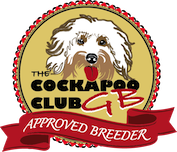 THE
COCKAPOO
CLUB GB
APPROVED BREEDER